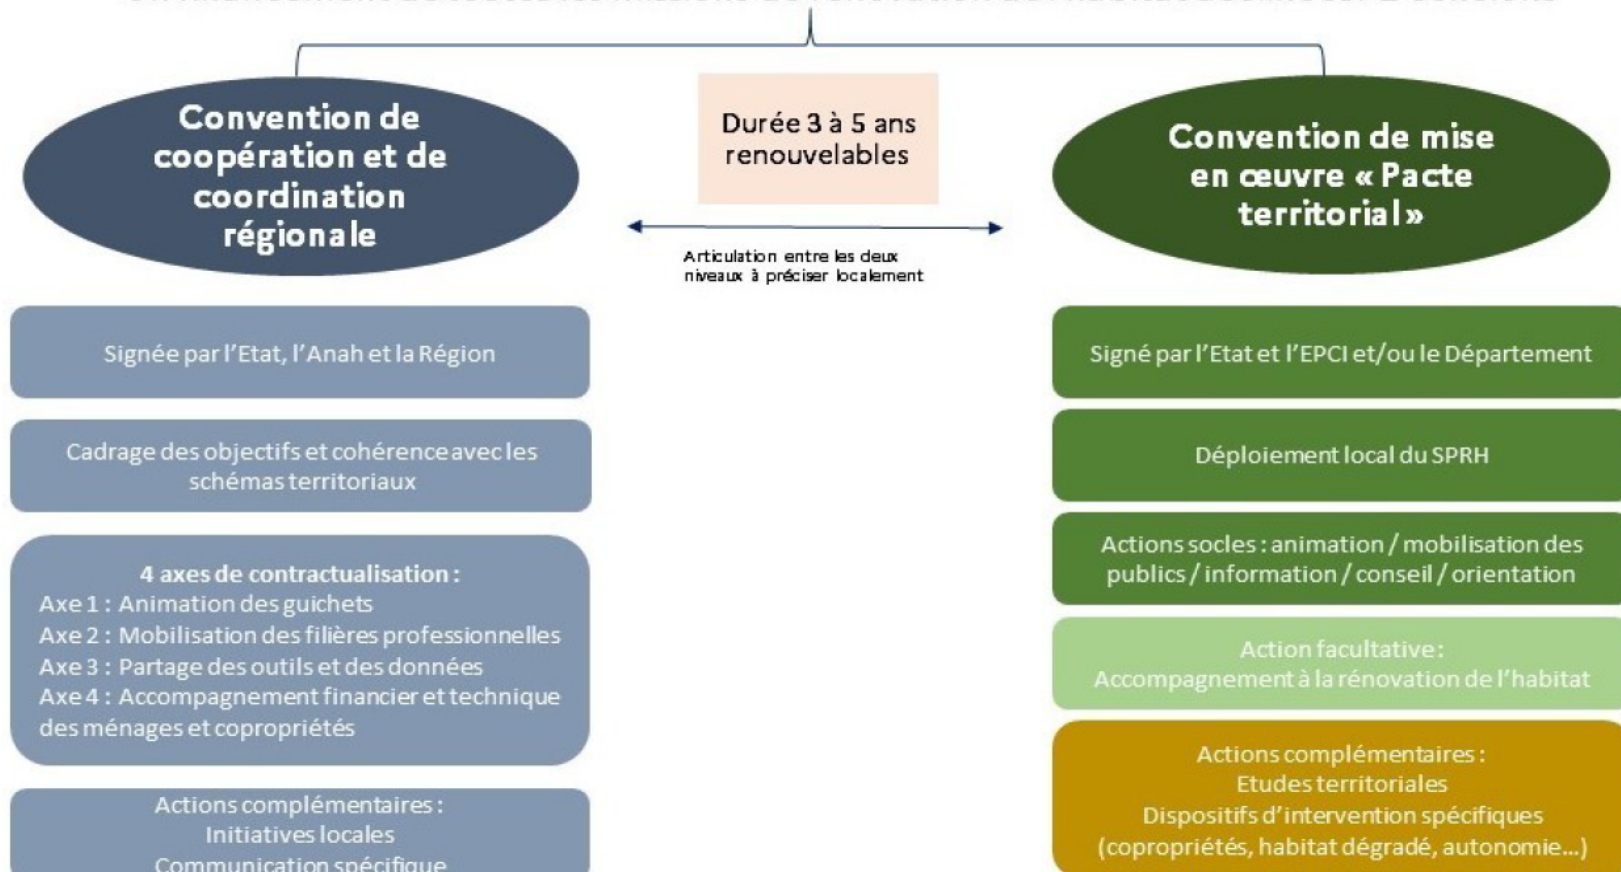 Convention de
coopération et de
coordination
régionale
Durée 3 à 5 ans
renouvelables
Articulation entre les deux
niveaux à préciser localement
Convention de mise
en œuvre « Pacte
territorial »
Signée par l'Etat, l'Anah et la Région
Cadrage des objectifs et cohérence avec les
schémas territoriaux
4 axes de contractualisation :
Axe 1 : Animation des guichets
Axe 2 : Mobilisation des filières professionnelles
Axe 3 : Partage des outils et des données
Axe 4 : Accompagnement financier et technique
des ménages et copropriétés
Actions complémentaires :
Initiatives locales
Communication spécifique
Signé par l'Etat et l'EPCI et/ou le Département
Déploiement local du SPRH
Actions socles : animation / mobilisation des
publics / information / conseil / orientation
Action facultative :
Accompagnement à la rénovation de l'habitat
Actions complémentaires :
Etudes territoriales
Dispositifs d'intervention spécifiques
(copropriétés, habitat dégradé, autonomie...)